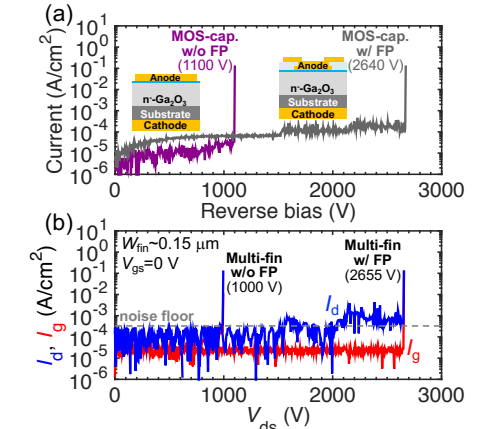 (a)
Current (A/cm²)
10¹
10⁰
10⁻¹
10⁻²
10⁻³
10⁻⁴
10⁻⁵
10⁻⁶
MOS-cap.
w/o FP
(1100 V)
MOS-cap.
w/ FP
(2640 V)
Anode
n⁻-Ga₂O₃
Substrate
Cathode
Anode
n⁻-Ga₂O₃
Substrate
Cathode
0 1000 2000 3000
Reverse bias (V)
(b)
I_d, I_g (A/cm²)
10¹
10⁰
10⁻¹
10⁻²
10⁻³
10⁻⁴
10⁻⁵
10⁻⁶
W_fin~0.15 μm
V_gs=0 V
Multi-fin
w/o FP
(1000 V)
Multi-fin
w/ FP
(2655 V)
noise floor
I_d
I_g
0 1000 2000 3000
V_ds (V)